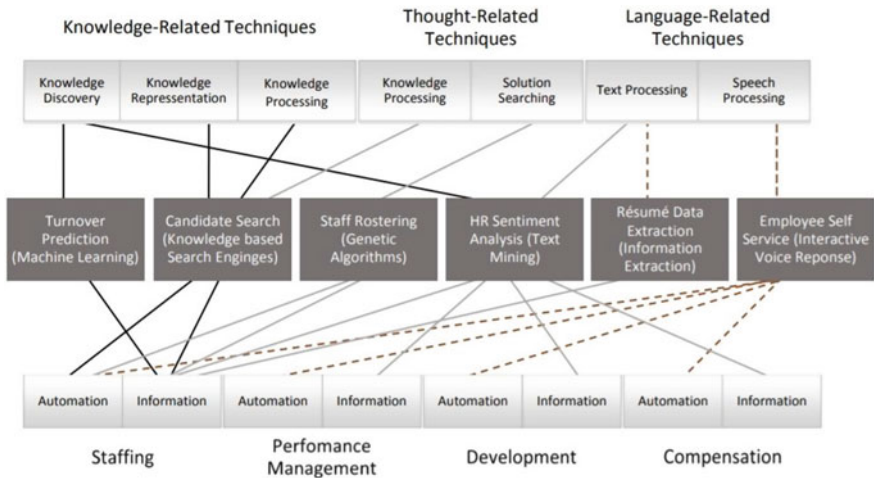 Knowledge-Related Techniques
Thought-Related
Techniques
Language-Related
Techniques
Knowledge
Discovery
Knowledge
Repressentation
Knowledge
Processing
Knowledge
Processing
Solution
Searching
Text Processing
Speech
Processing
Turnover
Prediction
(Machine Learning)
Candidate Search
(Knowledge based
Search Enginges)
Staff Rostering
(Genetic
Algorithms)
HR Sentiment
Analysis (Text
Mining)
Résumé Data
Extraction
(Information
Extraction)
Employee Self
Service (Interactive
Voice Reponse)
Automation
Information
Automation
Information
Automation
Information
Automation
Information
Staffing
Perfomance
Management
Development
Compensation